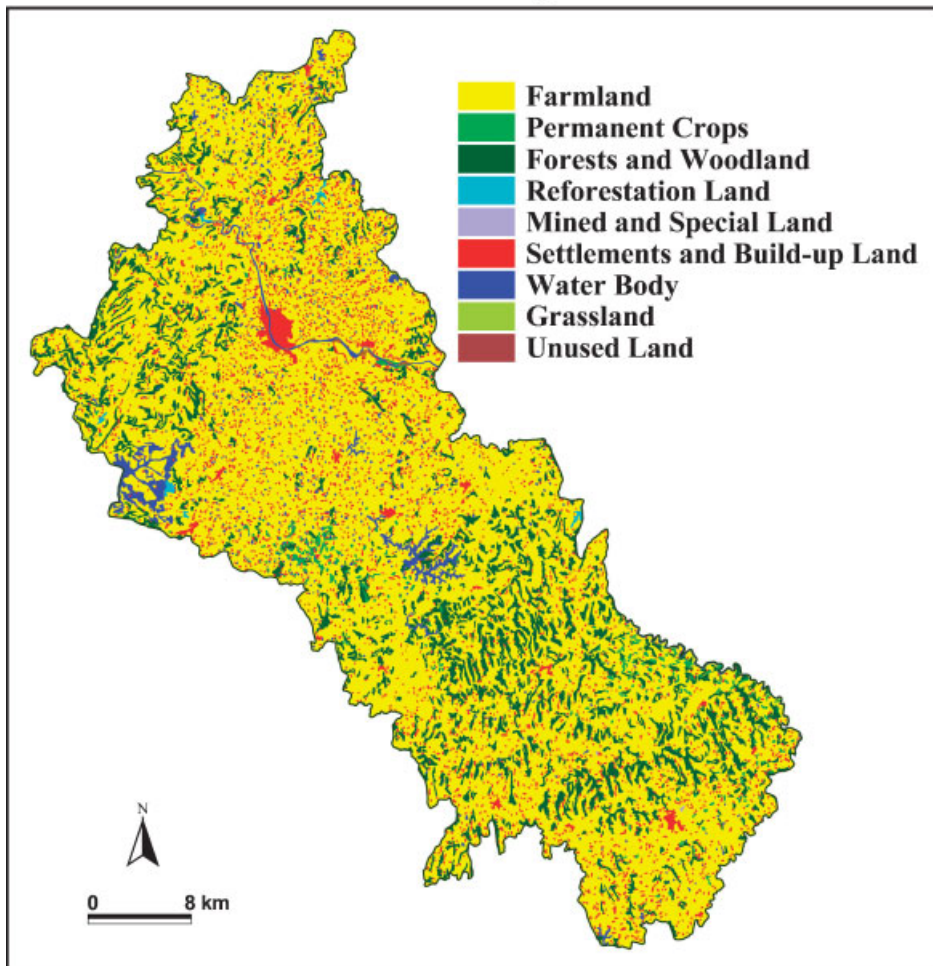 Farmland
Permanent Crops
Forests and Woodland
Reforestation Land
Mined and Special Land
Settlements and Build-up Land
Water Body
Grassland
Unused Land
N
0 8 km